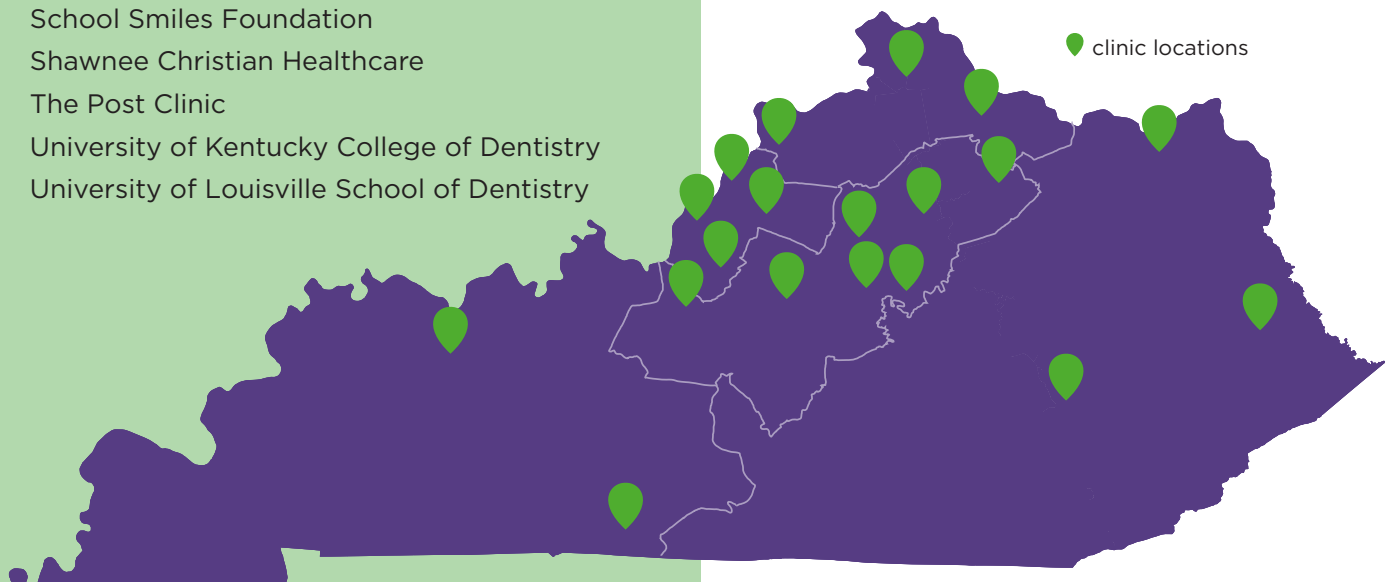 School Smiles Foundation
Shawnee Christian Healthcare
The Post Clinic
University of Kentucky College of Dentistry
University of Louisville School of Dentistry
clinic locations